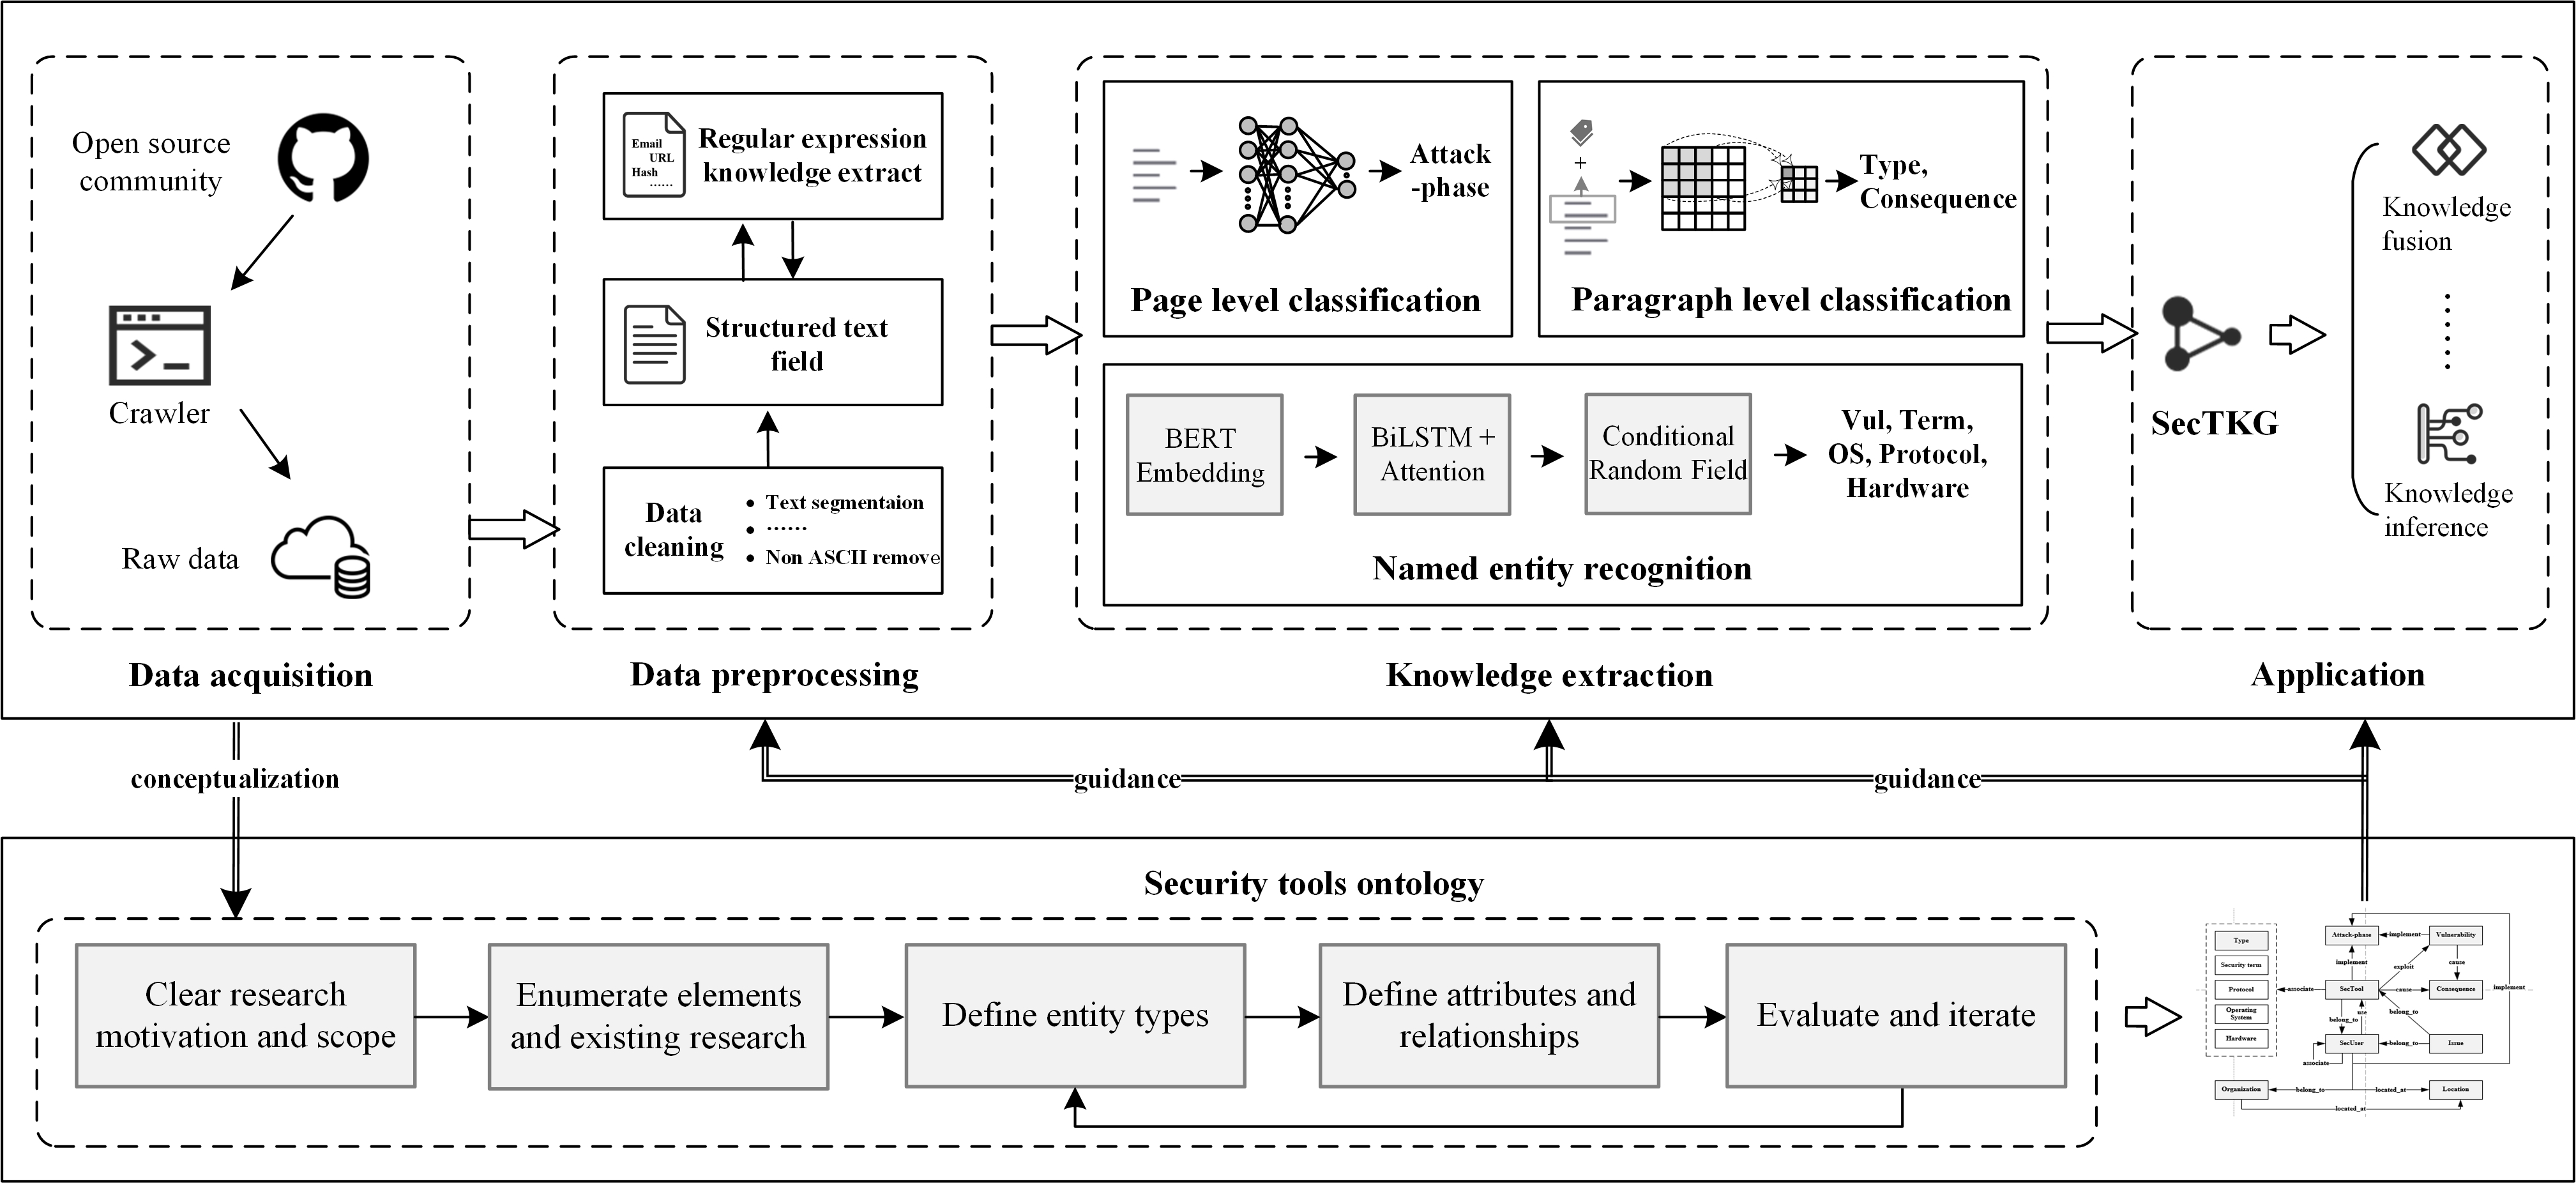 Open source
community
Crawler
Raw data
Data acquisition
Email
URL
Hash
......
Regular expression
knowledge extract
Structured text
field
Data
cleaning
• Text segmentaion
• ......
• Non ASCII remove
Data preprocessing
Attack
-phase
Page level classification
+
Type,
Consequence
Paragraph level classification
BERT
Embedding
BiLSTM +
Attention
Conditional
Random Field
Vul, Term,
OS, Protocol,
Hardware
Named entity recognition
Knowledge extraction
SecTKG
Knowledge
fusion
Knowledge
inference
Application
conceptualization
guidance
guidance
Security tools ontology
Clear research
motivation and scope
Enumerate elements
and existing research
Define entity types
Define attributes and
relationships
Evaluate and iterate
Type
Security term
Protocol
Operating
System
Hardware
Attack-phase
implement
Vulnerability
implement
exploit
cause
associate
SecTool
cause
Consequence
implement
belong_to
use
belong_to
SecUser
belong_to
Issue
associate
Organization
belong_to
located_at
Location
located_at